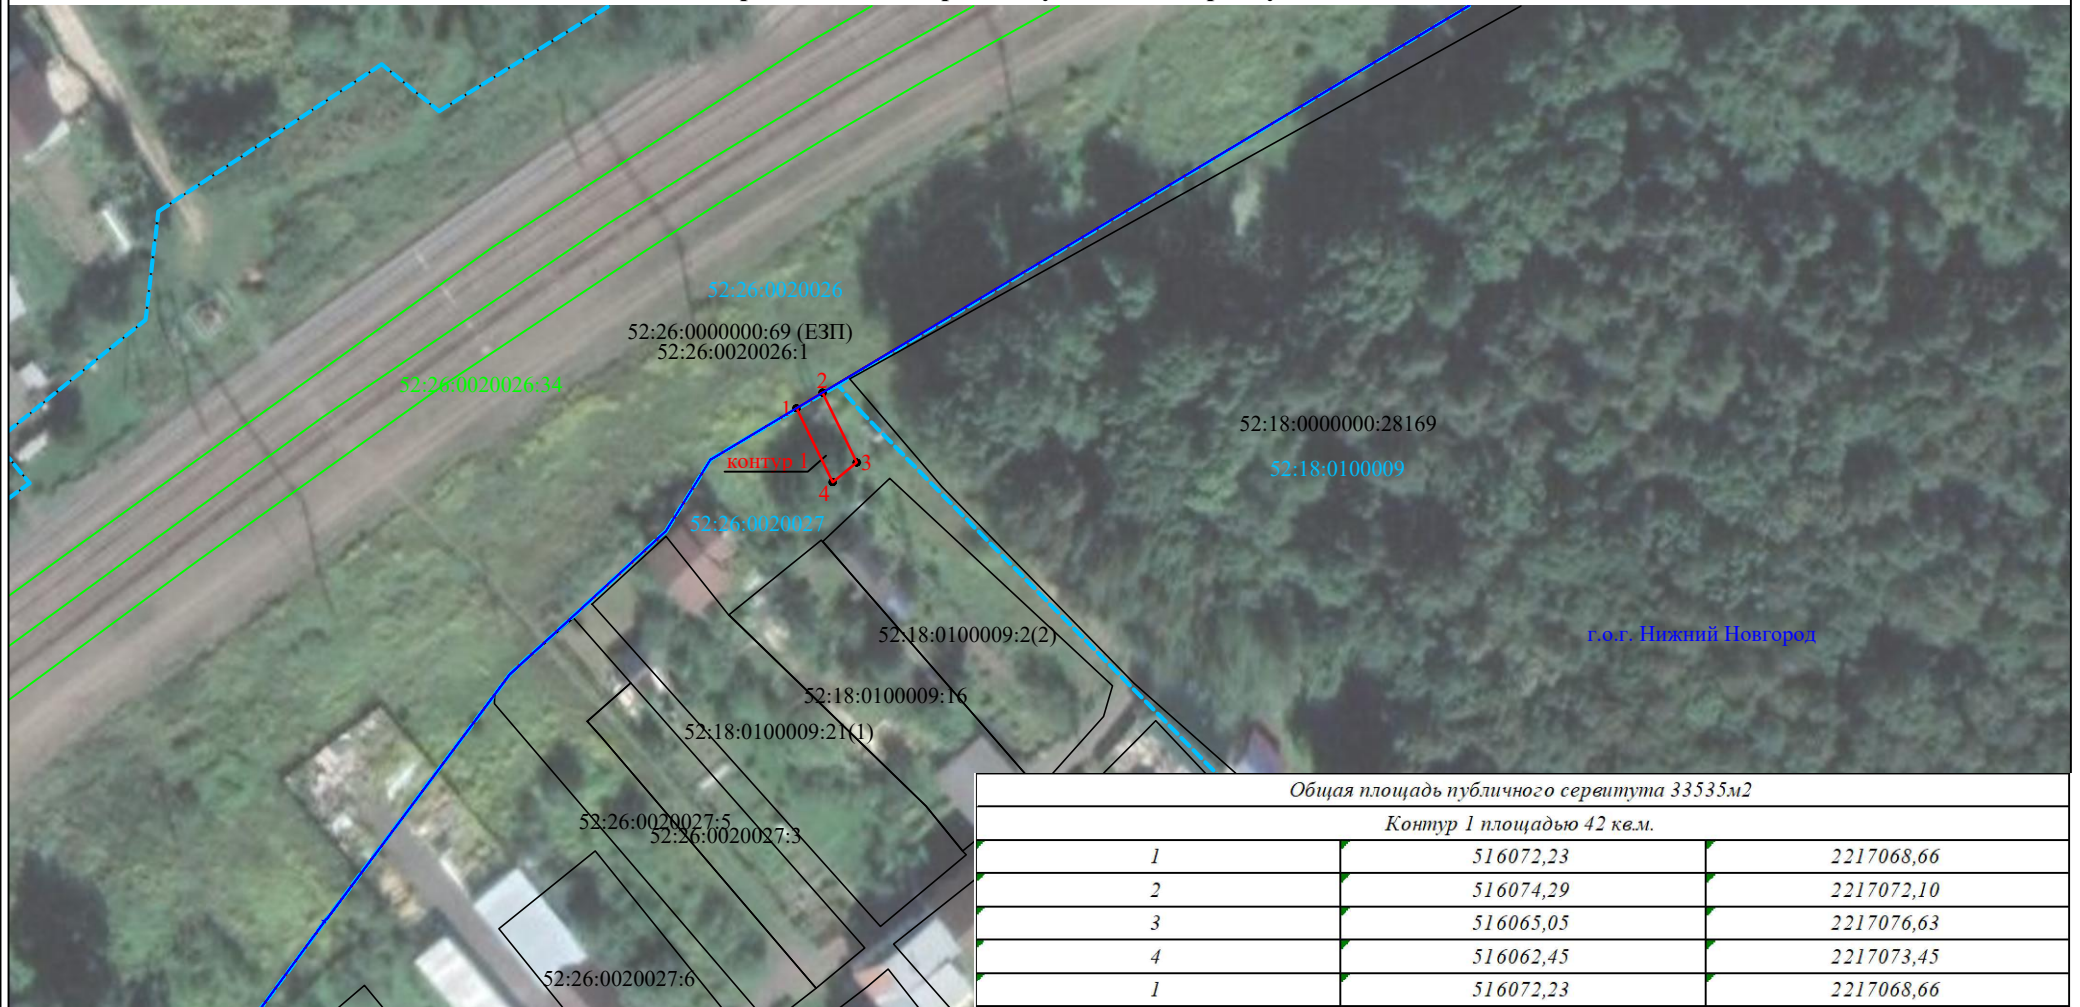 52:26:0020026
52:26:0000000:69 (ЕЗП)
52:26:0020026:1
52:26:0020026:34
2
1
52:18:0000000:28169
контур 1
3
52:18:0100009
4
52:26:0020027
52:18:0100009:2(2)
г.о.г. Нижний Новгород
52:18:0100009:16
52:18:0100009:21(1)
52:26:0020027:5
52:26:0020027:3
52:26:0020027:6
Общая площадь публичного сервитута 33535м2
Контур 1 площадью 42 кв.м.
1 516072,23 2217068,66
2 516074,29 2217072,10
3 516065,05 2217076,63
4 516062,45 2217073,45
1 516072,23 2217068,66